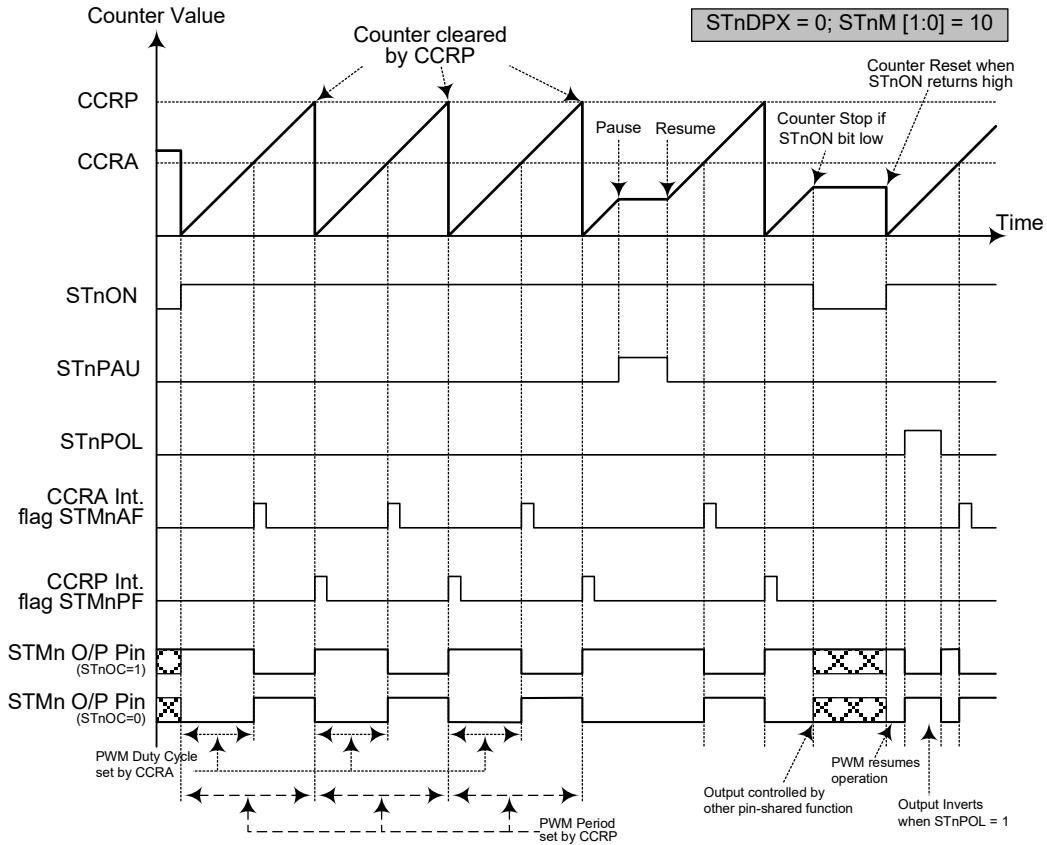 Counter Value
STnDPX = 0; STnM [1:0] = 10
Counter cleared
by CCRP
Counter Reset when
STnON returns high
CCRP
Pause
Resume
Counter Stop if
STnON bit low
CCRA
Time
STnON
STnPAU
STnPOL
CCRA Int.
flag STMnAF
CCRP Int.
flag STMnPF
STMn O/P Pin
(STnOC=1)
STMn O/P Pin
(STnOC=0)
PWM Duty Cycle
set by CCRA
PWM resumes
operation
Output controlled by
other pin-shared function
Output Inverts
when STnPOL = 1
PWM Period
set by CCRP